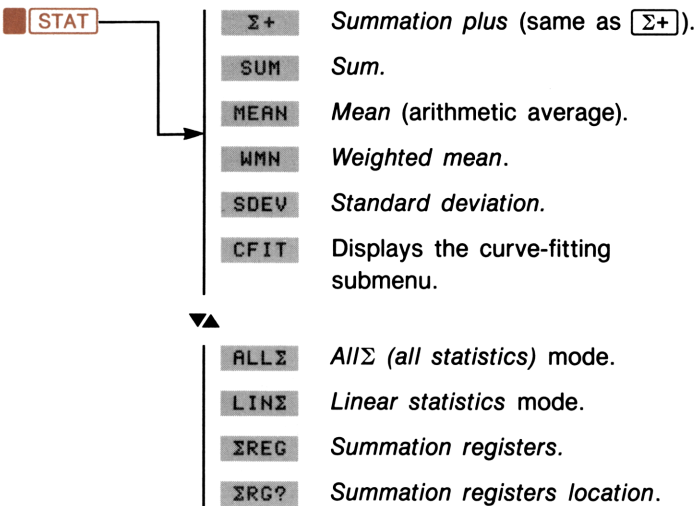 STAT
Σ+ Summation plus (same as Σ+).
SUM Sum.
MEAN Mean (arithmetic average).
WMN Weighted mean.
SDEV Standard deviation.
CFIT Displays the curve-fitting
submenu.
▼▲
ALLΣ AllΣ (all statistics) mode.
LINΣ Linear statistics mode.
ΣREG Summation registers.
ΣRG? Summation registers location.